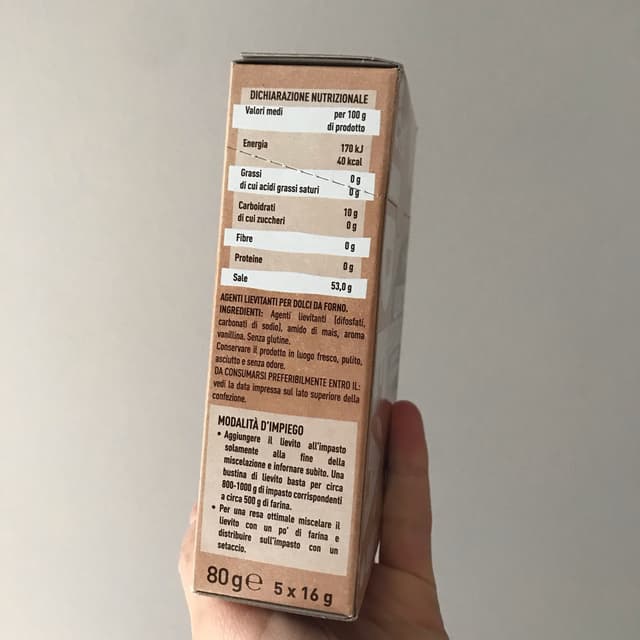 DICHIARAZIONE NUTRIZIONALE
Valori medi per 100 g
di prodotto
Energia 170 kJ
40 kcal
Grassi 0 g
di cui acidi grassi saturi 0 g
Carboidrati 10 g
di cui zuccheri 0 g
Fibre 0 g
Proteine 0 g
Sale 53,0 g
AGENTI LIEVITANTI PER DOLCI DA FORNO.
INGREDIENTI: Agenti lievitanti (difosfati,
carbonati di sodio), amido di mais, aroma
vanillina. Senza glutine.
Conservare il prodotto in luogo fresco, pulito,
asciutto e senza odore.
DA CONSUMARSI PREFERIBILMENTE ENTRO IL:
vedi la data impressa sul lato superiore della
confezione.
MODALITÀ D'IMPIEGO
• Aggiungere il lievito all'impasto
solamente alla fine della
miscelazione e infornare subito. Una
bustina di lievito basta per circa
800-1000 g di impasto corrispondenti
a circa 500 g di farina.
• Per una resa ottimale miscelare il
lievito con un po' di farina e
distribuire sull'impasto con un
setaccio.
80 g e 5 x 16 g